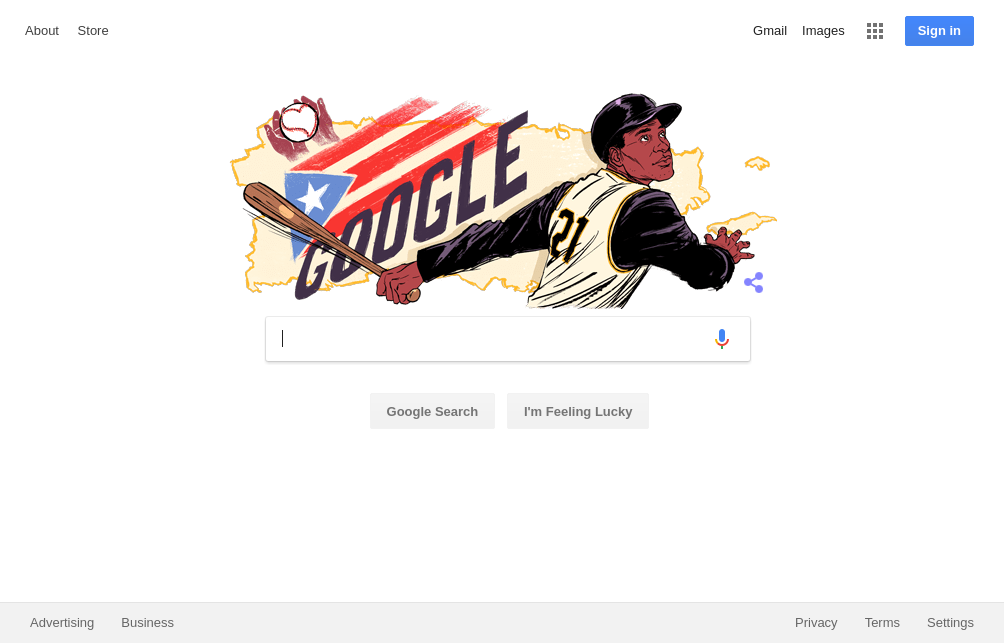 About Store
Gmail Images Sign in
GOOGLE
21
Google Search I'm Feeling Lucky
Advertising Business
Privacy Terms Settings